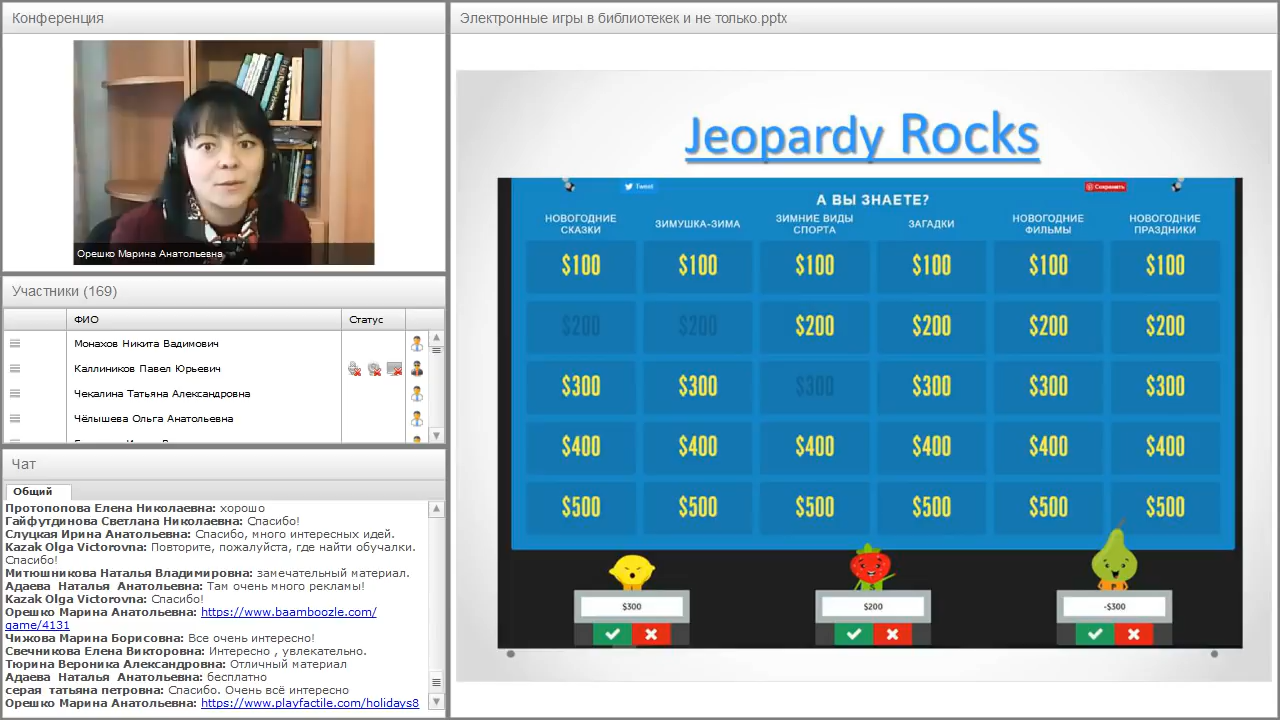 Конференция
Орешко Марина Анатольевна
Участники (169)
ФИО Статус
Монахов Никита Вадимович
Каллиников Павел Юрьевич
Чекалина Татьяна Александровна
Чёлышева Ольга Анатольевна
Чат
Общий
Протопопова Елена Николаевна: хорошо
Гайфутдинова Светлана Николаевна: Спасибо!
Слуцкая Ирина Анатольевна: Спасибо, много интересных идей.
Kazak Olga Victorovna: Повторите, пожалуйста, где найти обучалки.
Спасибо!
Митюшникова Наталья Владимировна: замечательный материал.
Адаева Наталья Анатольевна: Там очень много рекламы!
Kazak Olga Victorovna: Спасибо!
Орешко Марина Анатольевна: https://www.baamboozle.com/
game/4131
Чижова Марина Борисовна: Все очень интересно!
Свечникова Елена Викторовна: Интересно , увлекательно.
Тюрина Вероника Александровна: Отличный материал
Адаева Наталья Анатольевна: бесплатно
серая татьяна петровна: Спасибо. Очень всё интересно
Орешко Марина Анатольевна: https://www.playfactile.com/holidays8
Электронные игры в библиотекек и не только.pptx
Jeopardy Rocks
Tweet Сохранить
А ВЫ ЗНАЕТЕ?
НОВОГОДНИЕ СКАЗКИ ЗИМУШКА-ЗИМА ЗИМНИЕ ВИДЫ СПОРТА ЗАГАДКИ НОВОГОДНИЕ ФИЛЬМЫ НОВОГОДНИЕ ПРАЗДНИКИ
$100 $100 $100 $100 $100 $100
$200 $200 $200 $200 $200 $200
$300 $300 $300 $300 $300 $300
$400 $400 $400 $400 $400 $400
$500 $500 $500 $500 $500 $500
$300 $200 -$300